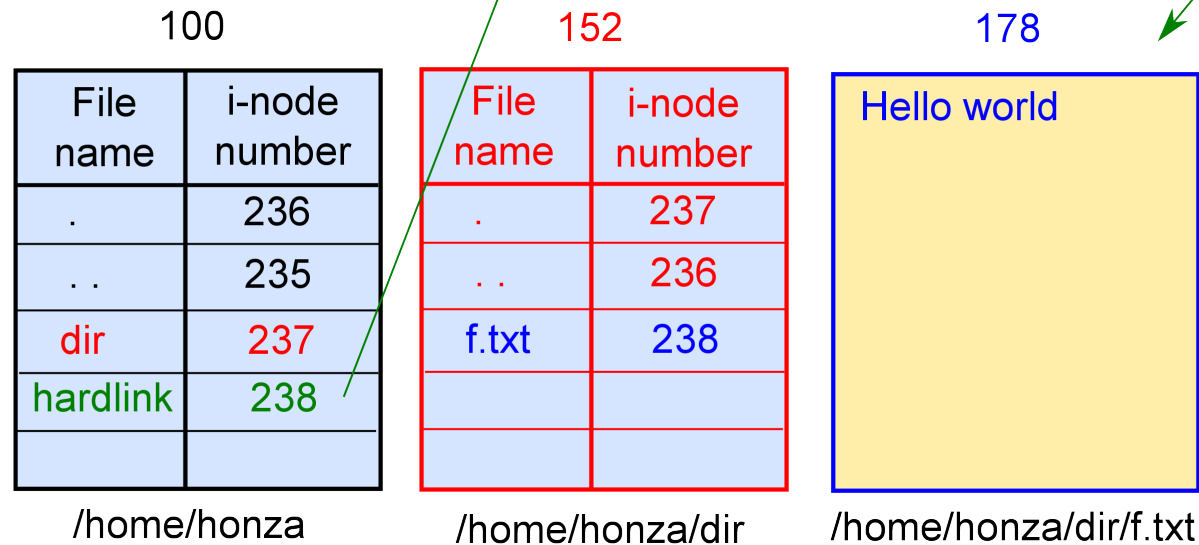 100
152
178
File name
i-node number
File name
i-node number
Hello world
. 236
. . 235
dir 237
hardlink 238
. 237
. . 236
f.txt 238
/home/honza
/home/honza/dir
/home/honza/dir/f.txt